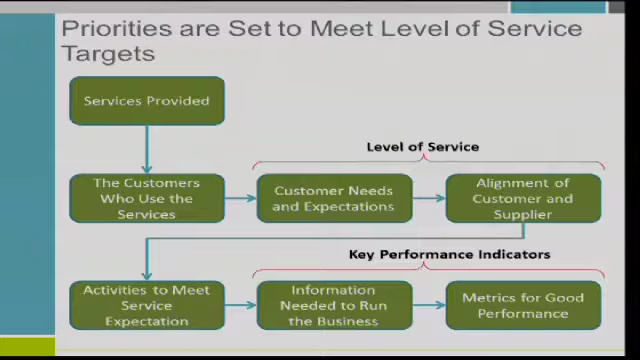 Priorities are Set to Meet Level of Service
Targets
Services Provided
Level of Service
The Customers
Who Use the
Services
Customer Needs
and Expectations
Alignment of
Customer and
Supplier
Key Performance Indicators
Activities to Meet
Service
Expectation
Information
Needed to Run
the Business
Metrics for Good
Performance